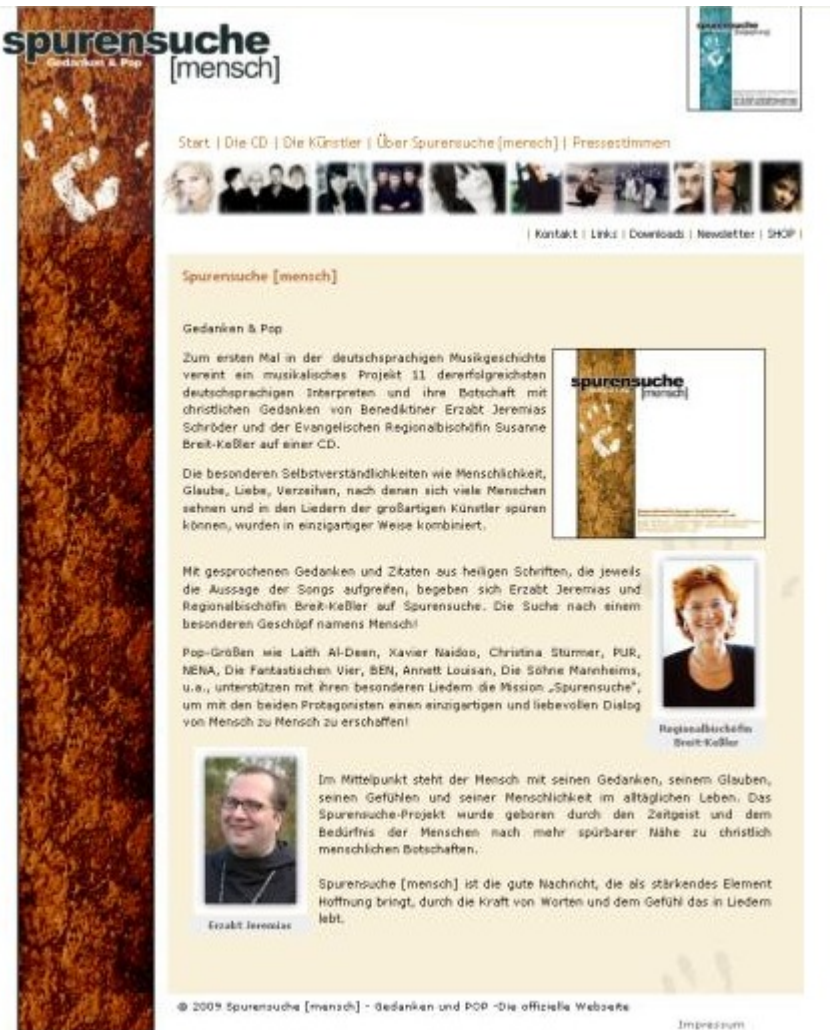 spurensuche
Gedanken & Pop
[mensch]
spurensuche
Start | Die CD | Die Künstler | Über Spurensuche [mensch] | Pressestimmen
| Kontakt | Links | Downloads | Newsletter | SHOP |
Spurensuche [mensch]
Gedanken & Pop
Zum ersten Mal in der deutschsprachigen Musikgeschichte
vereint ein musikalisches Projekt 11 dererfolgreichsten
deutschsprachigen Interpreten und ihre Botschaft mit
christlichen Gedanken von Benediktiner Erzabt Jeremias
Schröder und der Evangelischen Regionalbischöfin Susanne
Breit-Keßler auf einer CD.
spurensuche
[mensch]
Die besonderen Selbstverständlichkeiten wie Menschlichkeit,
Glaube, Liebe, Verzeihen, nach denen sich viele Menschen
sehnen und in den Liedern der großartigen Künstler spüren
können, wurden in einzigartiger Weise kombiniert.
Mit gesprochenen Gedanken und Zitaten aus heiligen Schriften, die jeweils
die Aussage der Songs aufgreifen, begeben sich Erzabt Jeremias und
Regionalbischöfin Breit-Keßler auf Spurensuche. Die Suche nach einem
besonderen Geschöpf namens Mensch!
Pop-Größen wie Laith Al-Deen, Xavier Naidoo, Christina Stürmer, PUR,
NENA, Die Fantastischen Vier, BEN, Annett Louisan, Die Söhne Mannheims,
u.a., unterstützen mit ihren besonderen Liedern die Mission „Spurensuche",
um mit den beiden Protagonisten einen einzigartigen und liebevollen Dialog
von Mensch zu Mensch zu erschaffen!
Regionalbischöfin
Breit-Keßler
Im Mittelpunkt steht der Mensch mit seinen Gedanken, seinem Glauben,
seinen Gefühlen und seiner Menschlichkeit im alltäglichen Leben. Das
Spurensuche-Projekt wurde geboren durch den Zeitgeist und dem
Bedürfnis der Menschen nach mehr spürbarer Nähe zu christlich
menschlichen Botschaften.
Spurensuche [mensch] ist die gute Nachricht, die als stärkendes Element
Hoffnung bringt, durch die Kraft von Worten und dem Gefühl das in Liedern
lebt.
Erzabt Jeremias
© 2009 Spurensuche [mensch] - Gedanken und POP -Die offizielle Webseite
Impressum